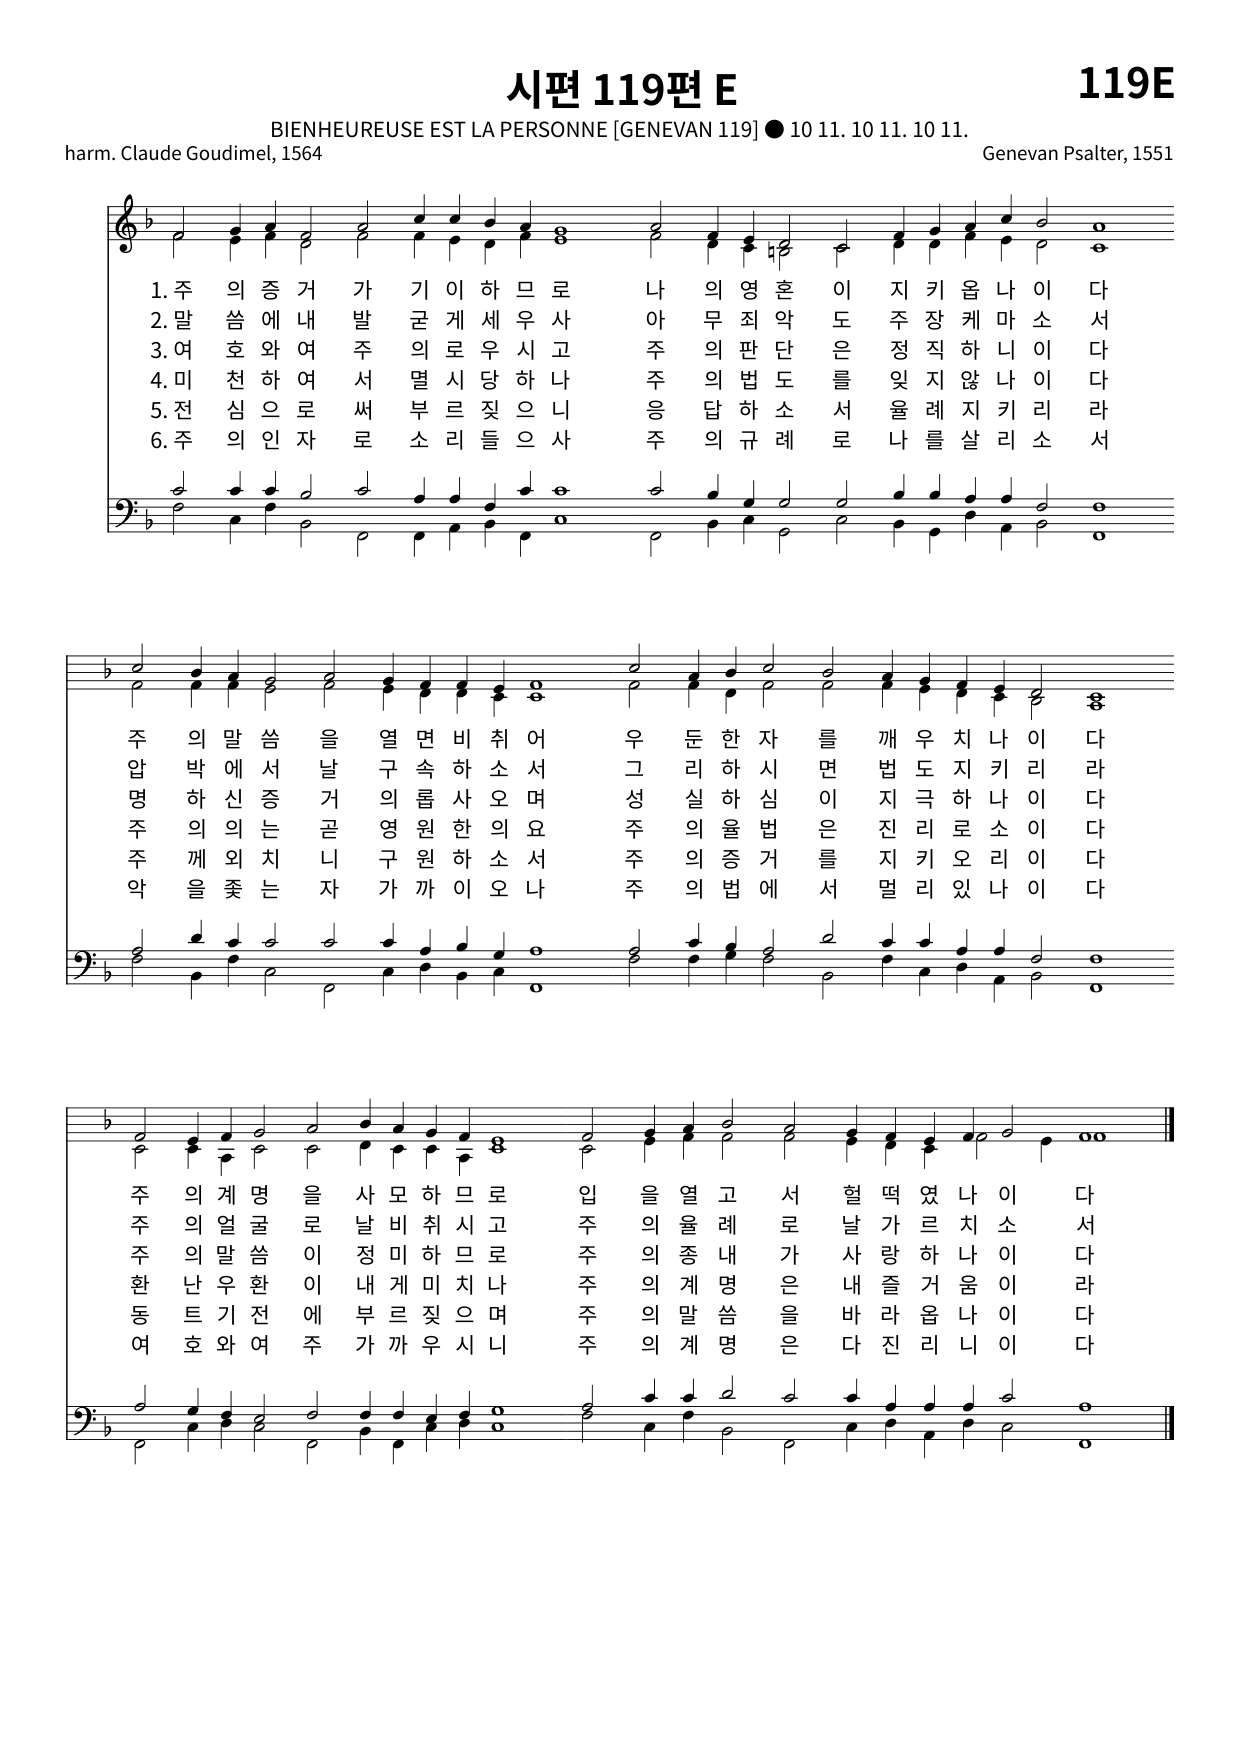 시편 119편 E
119E
BIENHEUREUSE EST LA PERSONNE [GENEVAN 119] ● 10 11. 10 11. 10 11.
harm. Claude Goudimel, 1564
Genevan Psalter, 1551
1. 주 의 증 거 가 기 이 하 므 로 나 의 영 혼 이 지 키 옵 나 이 다
2. 말 씀 에 내 발 굳 게 세 우 사 아 무 죄 악 도 주 장 케 마 소 서
3. 여 호 와 여 주 의 로 우 시 고 주 의 판 단 은 정 직 하 니 이 다
4. 미 천 하 여 서 멸 시 당 하 나 주 의 법 도 를 잊 지 않 나 이 다
5. 전 심 으 로 써 부 르 짖 으 니 응 답 하 소 서 율 례 지 키 리 라
6. 주 의 인 자 로 소 리 들 으 사 주 의 규 례 로 나 를 살 리 소 서
주 의 말 씀 을 열 면 비 취 어 우 둔 한 자 를 깨 우 치 나 이 다
압 박 에 서 날 구 속 하 소 서 그 리 하 시 면 법 도 지 키 리 라
명 하 신 증 거 의 롭 사 오 며 성 실 하 심 이 지 극 하 나 이 다
주 의 의 는 곧 영 원 한 의 요 주 의 율 법 은 진 리 로 소 이 다
주 께 외 치 니 구 원 하 소 서 주 의 증 거 를 지 키 오 리 이 다
악 을 좇 는 자 가 까 이 오 나 주 의 법 에 서 멀 리 있 나 이 다
주 의 계 명 을 사 모 하 므 로 입 을 열 고 서 헐 떡 였 나 이 다
주 의 얼 굴 로 날 비 취 시 고 주 의 율 례 로 날 가 르 치 소 서
주 의 말 씀 이 정 미 하 므 로 주 의 종 내 가 사 랑 하 나 이 다
환 난 우 환 이 내 게 미 치 나 주 의 계 명 은 내 즐 거 움 이 라
동 트 기 전 에 부 르 짖 으 며 주 의 말 씀 을 바 라 옵 나 이 다
여 호 와 여 주 가 까 우 시 니 주 의 계 명 은 다 진 리 니 이 다